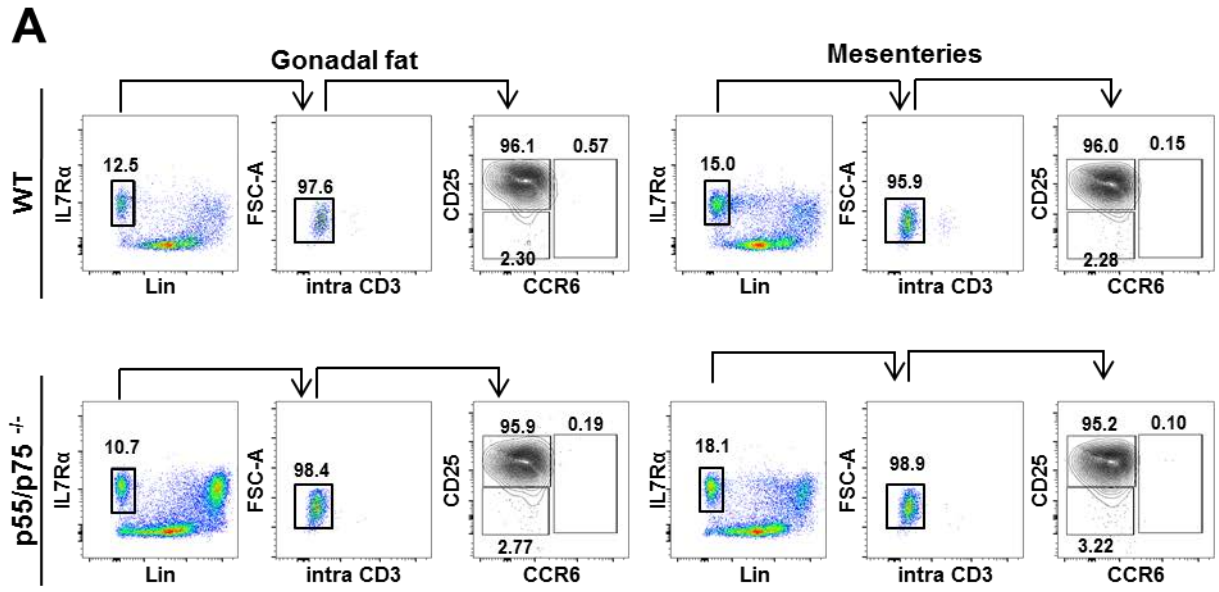 A
Gonadal fat
Mesenteries
WT
IL7Rα
12.5
Lin
FSC-A
97.6
intra CD3
CD25
96.1
0.57
2.30
CCR6
IL7Rα
15.0
Lin
FSC-A
95.9
intra CD3
CD25
96.0
0.15
2.28
CCR6
p55/p75 -/-
IL7Rα
10.7
Lin
FSC-A
98.4
intra CD3
CD25
95.9
0.19
2.77
CCR6
IL7Rα
18.1
Lin
FSC-A
98.9
intra CD3
CD25
95.2
0.10
3.22
CCR6